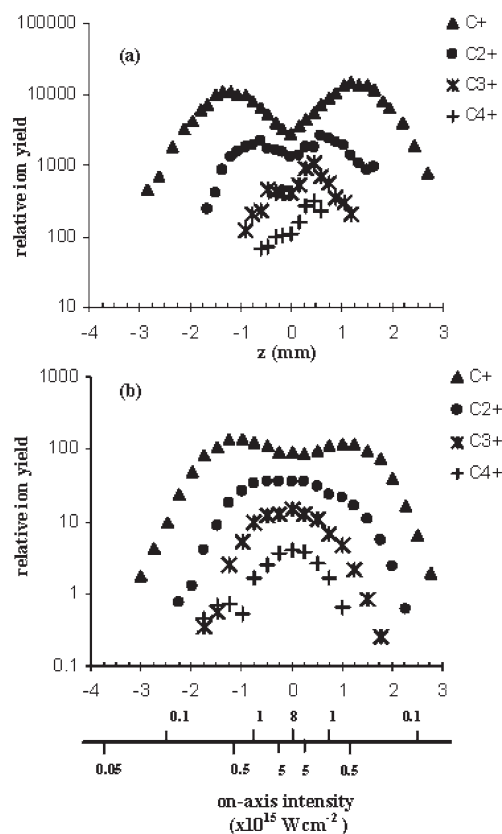 100000
10000
1000
100
10
relative ion yield
(a)
C+
C2+
C3+
C4+
-4 -3 -2 -1 0 1 2 3
z (mm)
1000
100
10
1
0.1
relative ion yield
(b)
C+
C2+
C3+
C4+
-4 -3 -2 -1 0 1 2 3
0.1 1 8 1 0.1
0.05 0.5 5 5 0.5
on-axis intensity
(x10¹⁵ Wcm⁻²)